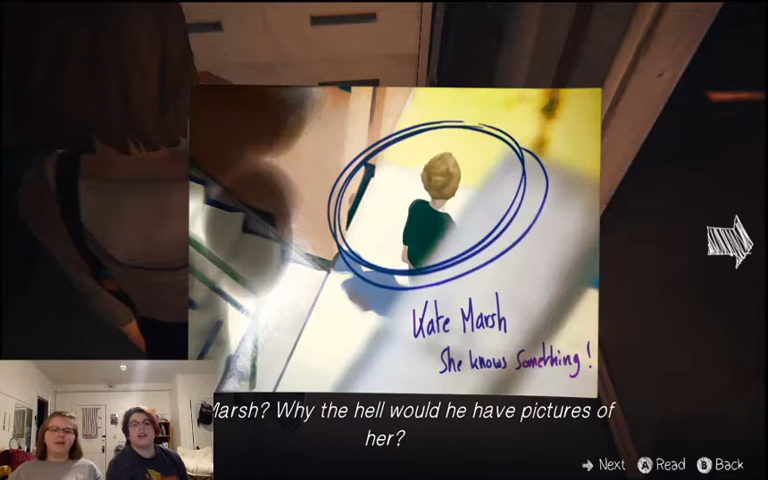 Kate Marsh
She knows something!
Marsh? Why the hell would he have pictures of
her?
Next A Read B Back